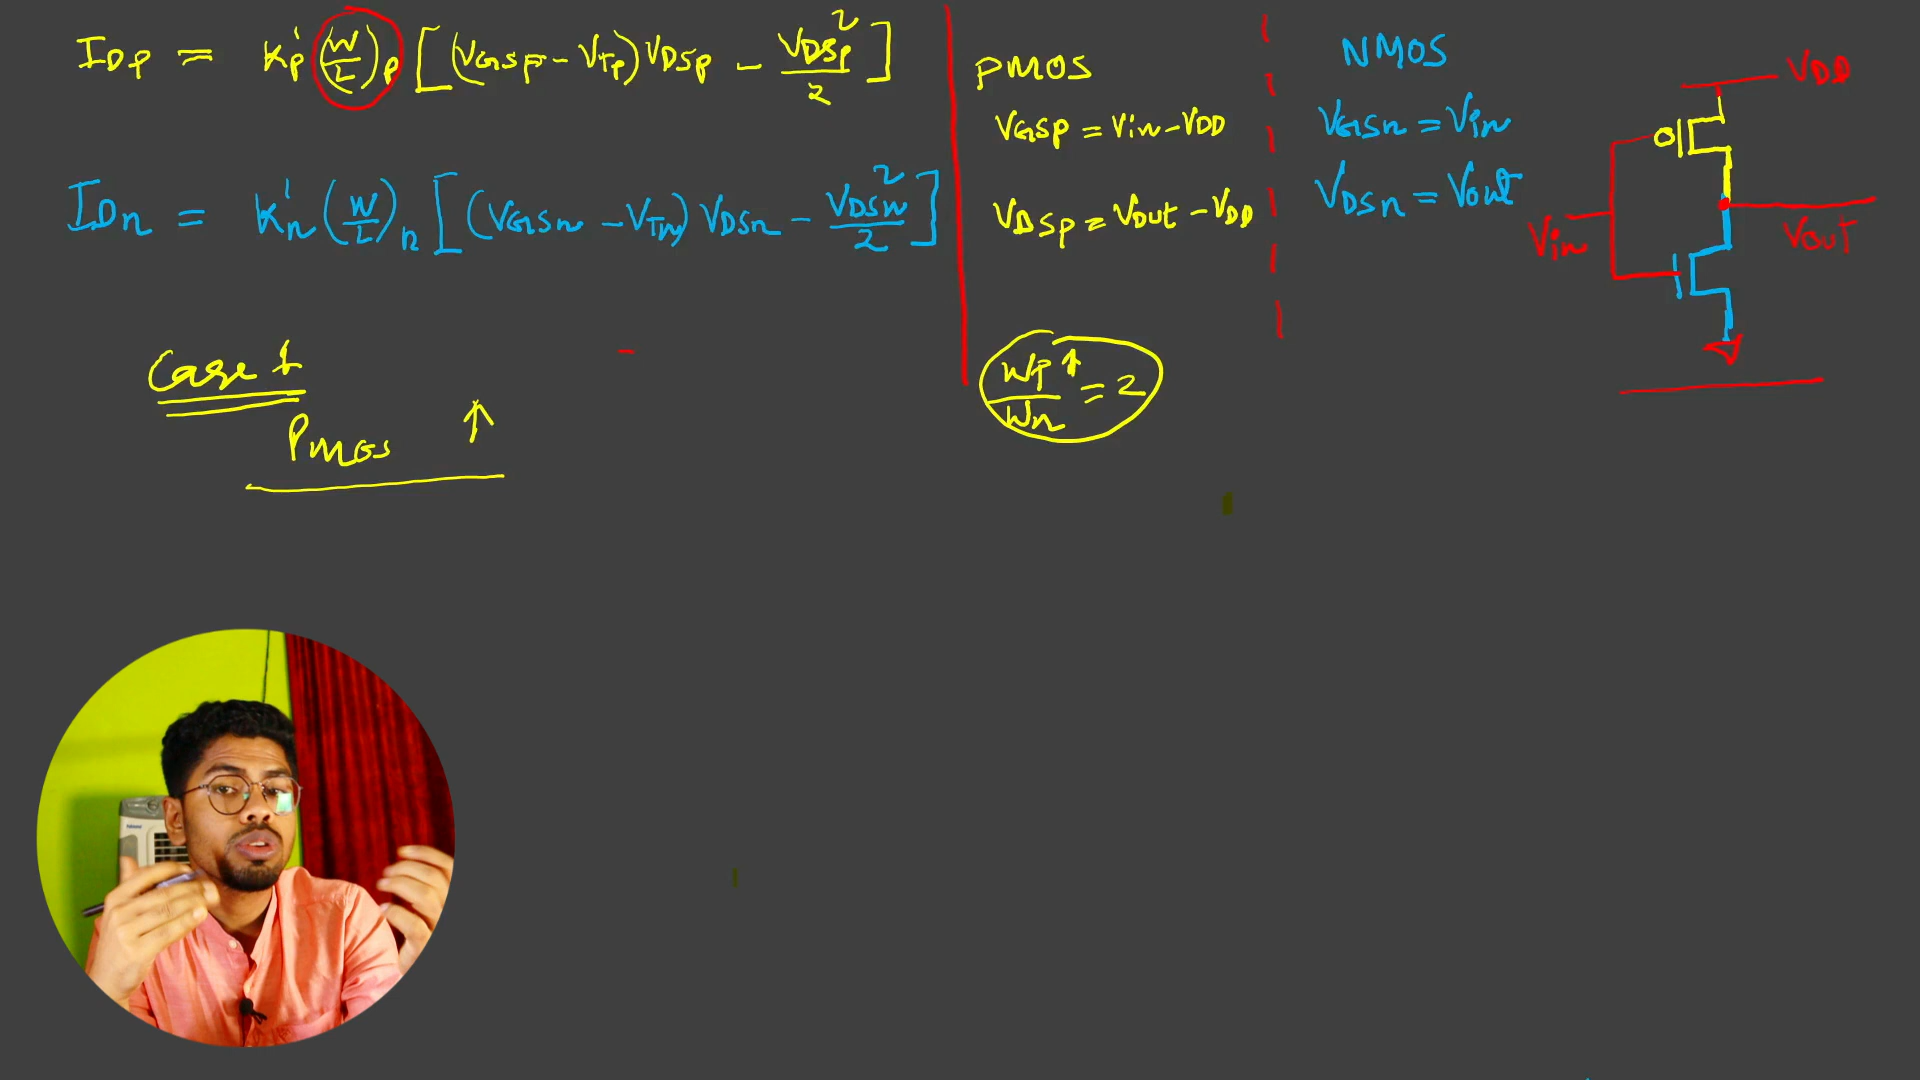 IDp = K'p (W/L)p [(VGSp - VTp) VDSp - VDSp²/2]
IDn = K'n (W/L)n [(VGSn - VTn) VDSn - VDSn²/2]
Case 1
PMOS ↑
PMOS
VGSp = Vin - VDD
VDSp = Vout - VDD
Wp↑/Wn = 2
NMOS
VGSn = Vin
VDSn = Vout
VDD
Vin
Vout